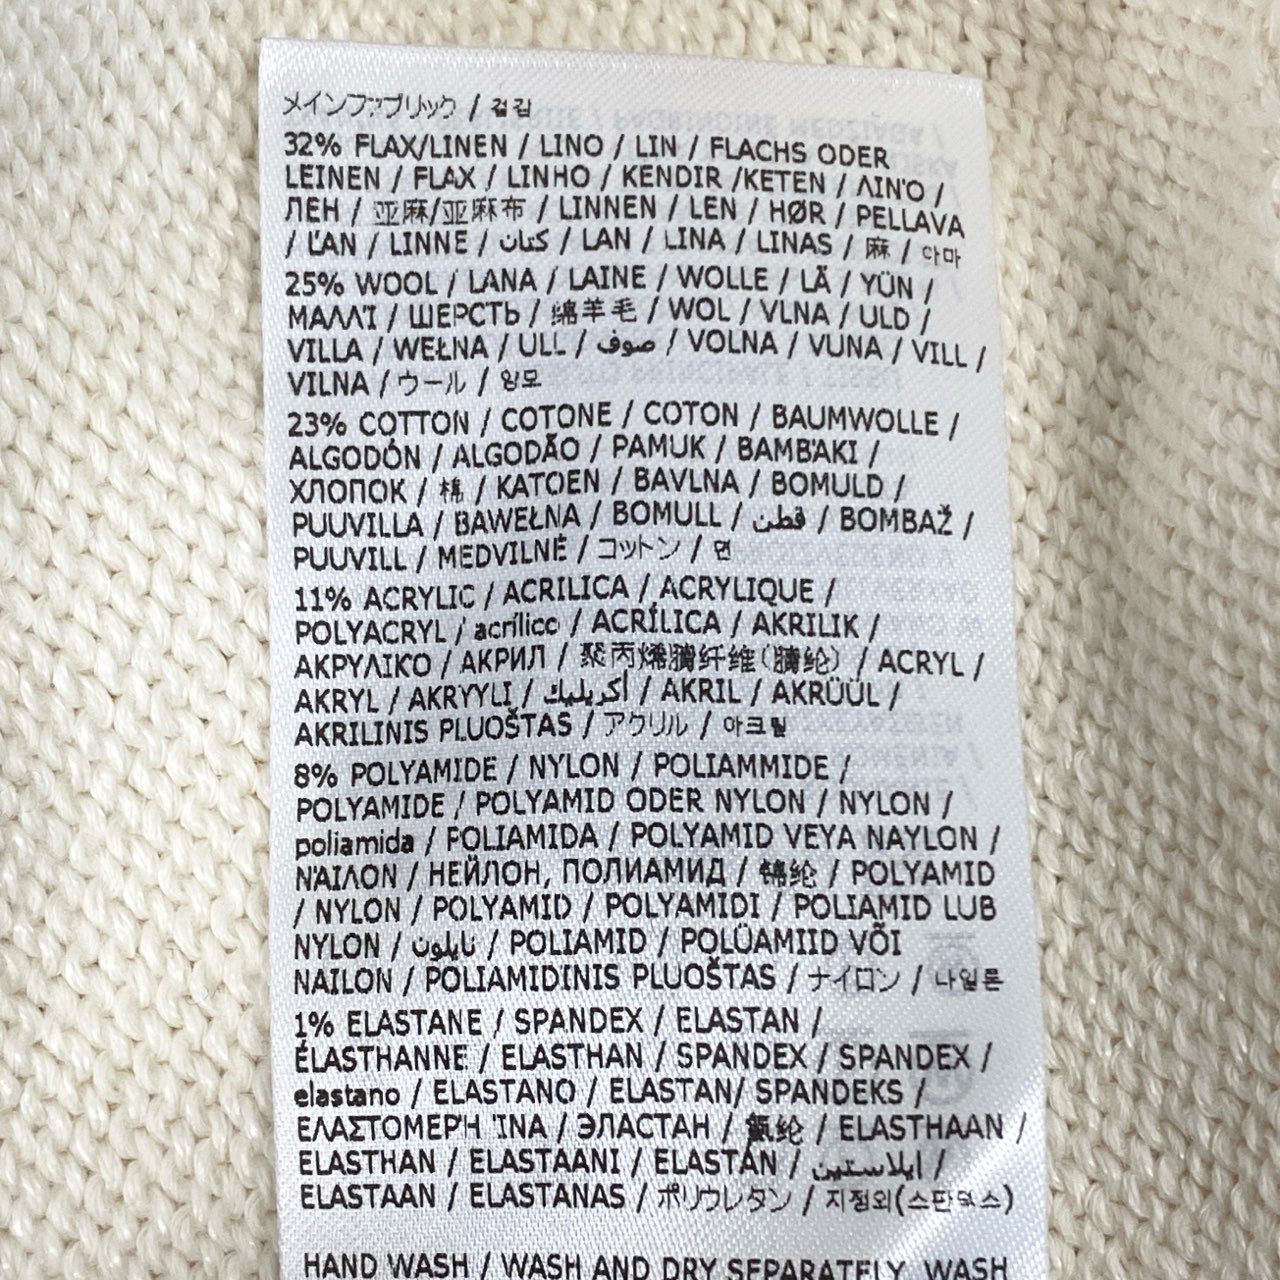 メインファブリック / 겉감
32% FLAX/LINEN / LINO / LIN / FLACHS ODER
LEINEN / FLAX / LINHO / KENDIR /KETEN / ΛΙΝ'Ο /
ЛЕН / 亚麻/亚麻布 / LINNEN / LEN / HØR / PELLAVA
/ ĽAN / LINNE / كتان / LAN / LINA / LINAS / 麻 / 아마
25% WOOL / LANA / LAINE / WOLLE / LÃ / YÜN /
ΜΑΛΛ'Ι / ШЕРСТЬ / 绵羊毛 / WOL / VLNA / ULD /
VILLA / WEŁNA / ULL / صوف / VOLNA / VUNA / VILL /
VILNA / ウール / 양모
23% COTTON / COTONE / COTON / BAUMWOLLE /
ALGODÓN / ALGODÃO / PAMUK / BAMB'AKI /
ХЛОПОК / 棉 / KATOEN / BAVLNA / BOMULD /
PUUVILLA / BAWEŁNA / BOMULL / قطن / BOMBAŽ /
PUUVILL / MEDVILNĖ / コットン / 면
11% ACRYLIC / ACRILICA / ACRYLIQUE /
POLYACRYL / acrílico / ACRÍLICA / AKRILIK /
ΑΚΡΥΛΙΚΟ / АКРИЛ / 聚丙烯腈纤维(腈纶) / ACRYL /
AKRYL / AKRYYLI / أكريليك / AKRIL / AKRÜÜL /
AKRILINIS PLUOŠTAS / アクリル / 아크릴
8% POLYAMIDE / NYLON / POLIAMMIDE /
POLYAMIDE / POLYAMID ODER NYLON / NYLON /
poliamida / POLIAMIDA / POLYAMID VEYA NAYLON /
Ν'ΑΙΛΟΝ / НЕЙЛОН, ПОЛИАМИД / 锦纶 / POLYAMID
/ NYLON / POLYAMID / POLYAMIDI / POLIAMID LUB
NYLON / نايلون / POLIAMID / POLÜAMIID VÕI
NAILON / POLIAMIDINIS PLUOŠTAS / ナイロン / 나일론
1% ELASTANE / SPANDEX / ELASTAN /
ÉLASTHANNE / ELASTHAN / SPANDEX / SPANDEX /
elastano / ELASTANO / ELASTAN/ SPANDEKS /
ΕΛΑΣΤΟΜΕΡ'Η 'ΙΝΑ / ЭЛАСТАН / 氨纶 / ELASTHAAN /
ELASTHAN / ELASTAANI / ELASTAN / ايلاستين /
ELASTAAN / ELASTANAS / ポリウレタン / 지정외(스판덱스)
HAND WASH / WASH AND DRY SEPARATELY. WASH